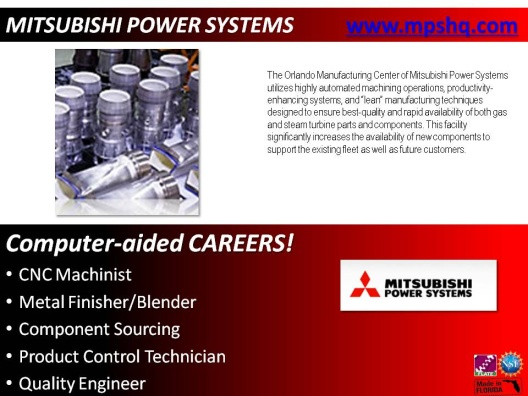 MITSUBISHI POWER SYSTEMS
www.mpshq.com
The Orlando Manufacturing Center of Mitsubishi Power Systems
utilizes highly automated machining operations, productivity-
enhancing systems, and "lean" manufacturing techniques
designed to ensure best-quality and rapid availability of both gas
and steam turbine parts and components. This facility
significantly increases the availability of new components to
support the existing fleet as well as future customers.
Computer-aided CAREERS!
• CNC Machinist
• Metal Finisher/Blender
• Component Sourcing
• Product Control Technician
• Quality Engineer
MITSUBISHI
POWER SYSTEMS
FLATE
NSF
Made in
FLORIDA